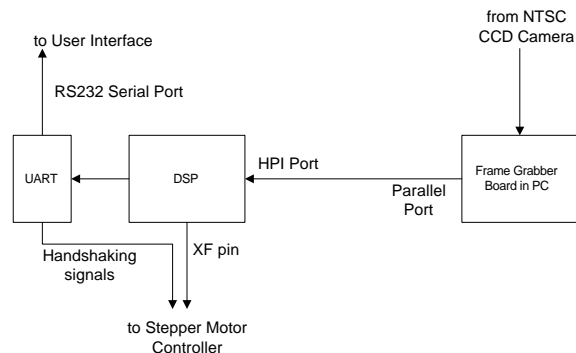 from NTSC
CCD Camera
to User Interface
RS232 Serial Port
UART
DSP
HPI Port
Parallel
Port
Frame Grabber
Board in PC
Handshaking
signals
XF pin
to Stepper Motor
Controller